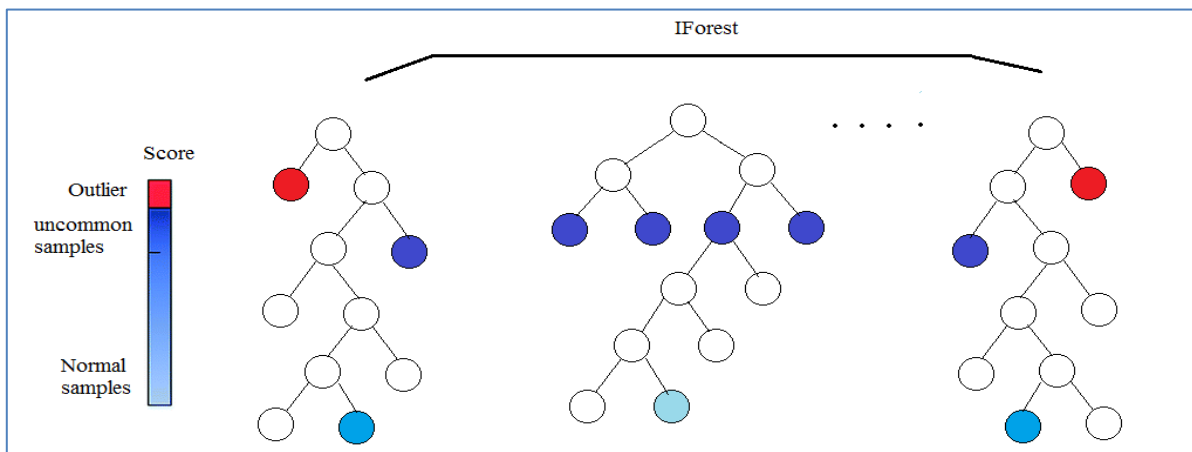 IForest
Score
Outlier
uncommon
samples
Normal
samples